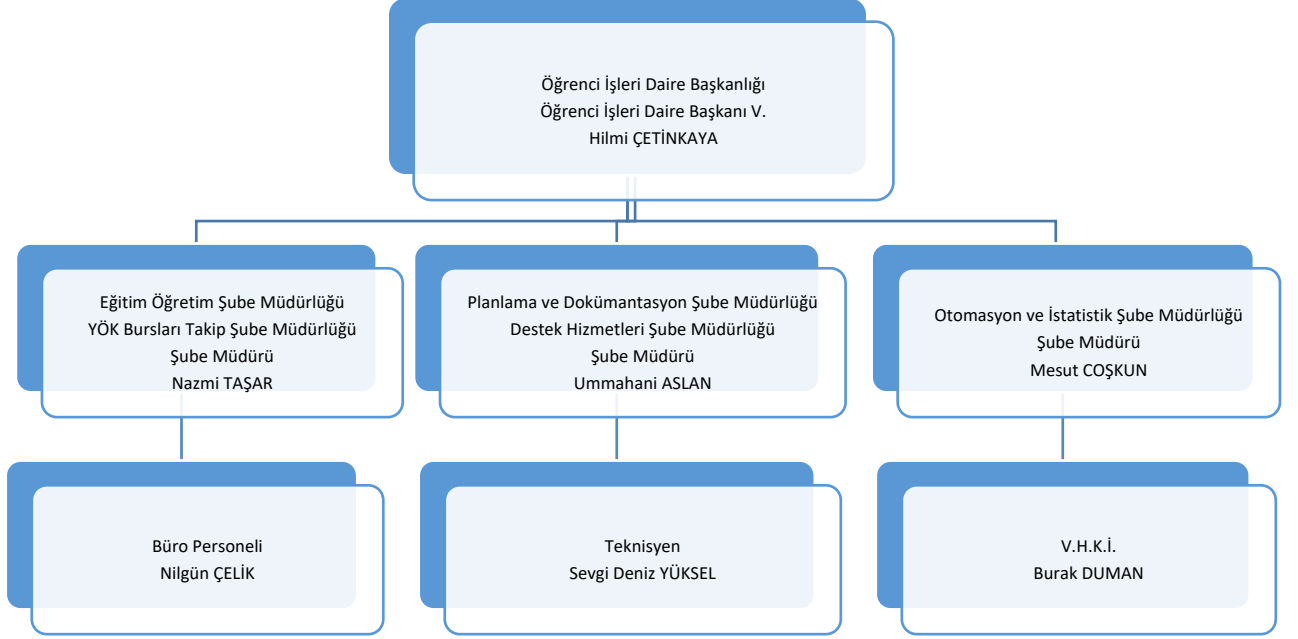 Öğrenci İşleri Daire Başkanlığı
Öğrenci İşleri Daire Başkanı V.
Hilmi ÇETİNKAYA
Eğitim Öğretim Şube Müdürlüğü
YÖK Bursları Takip Şube Müdürlüğü
Şube Müdürü
Nazmi TAŞAR
Planlama ve Dokümantasyon Şube Müdürlüğü
Destek Hizmetleri Şube Müdürlüğü
Şube Müdürü
Ummahani ASLAN
Otomasyon ve İstatistik Şube Müdürlüğü
Şube Müdürü
Mesut COŞKUN
Büro Personeli
Nilgün ÇELİK
Teknisyen
Sevgi Deniz YÜKSEL
V.H.K.İ.
Burak DUMAN